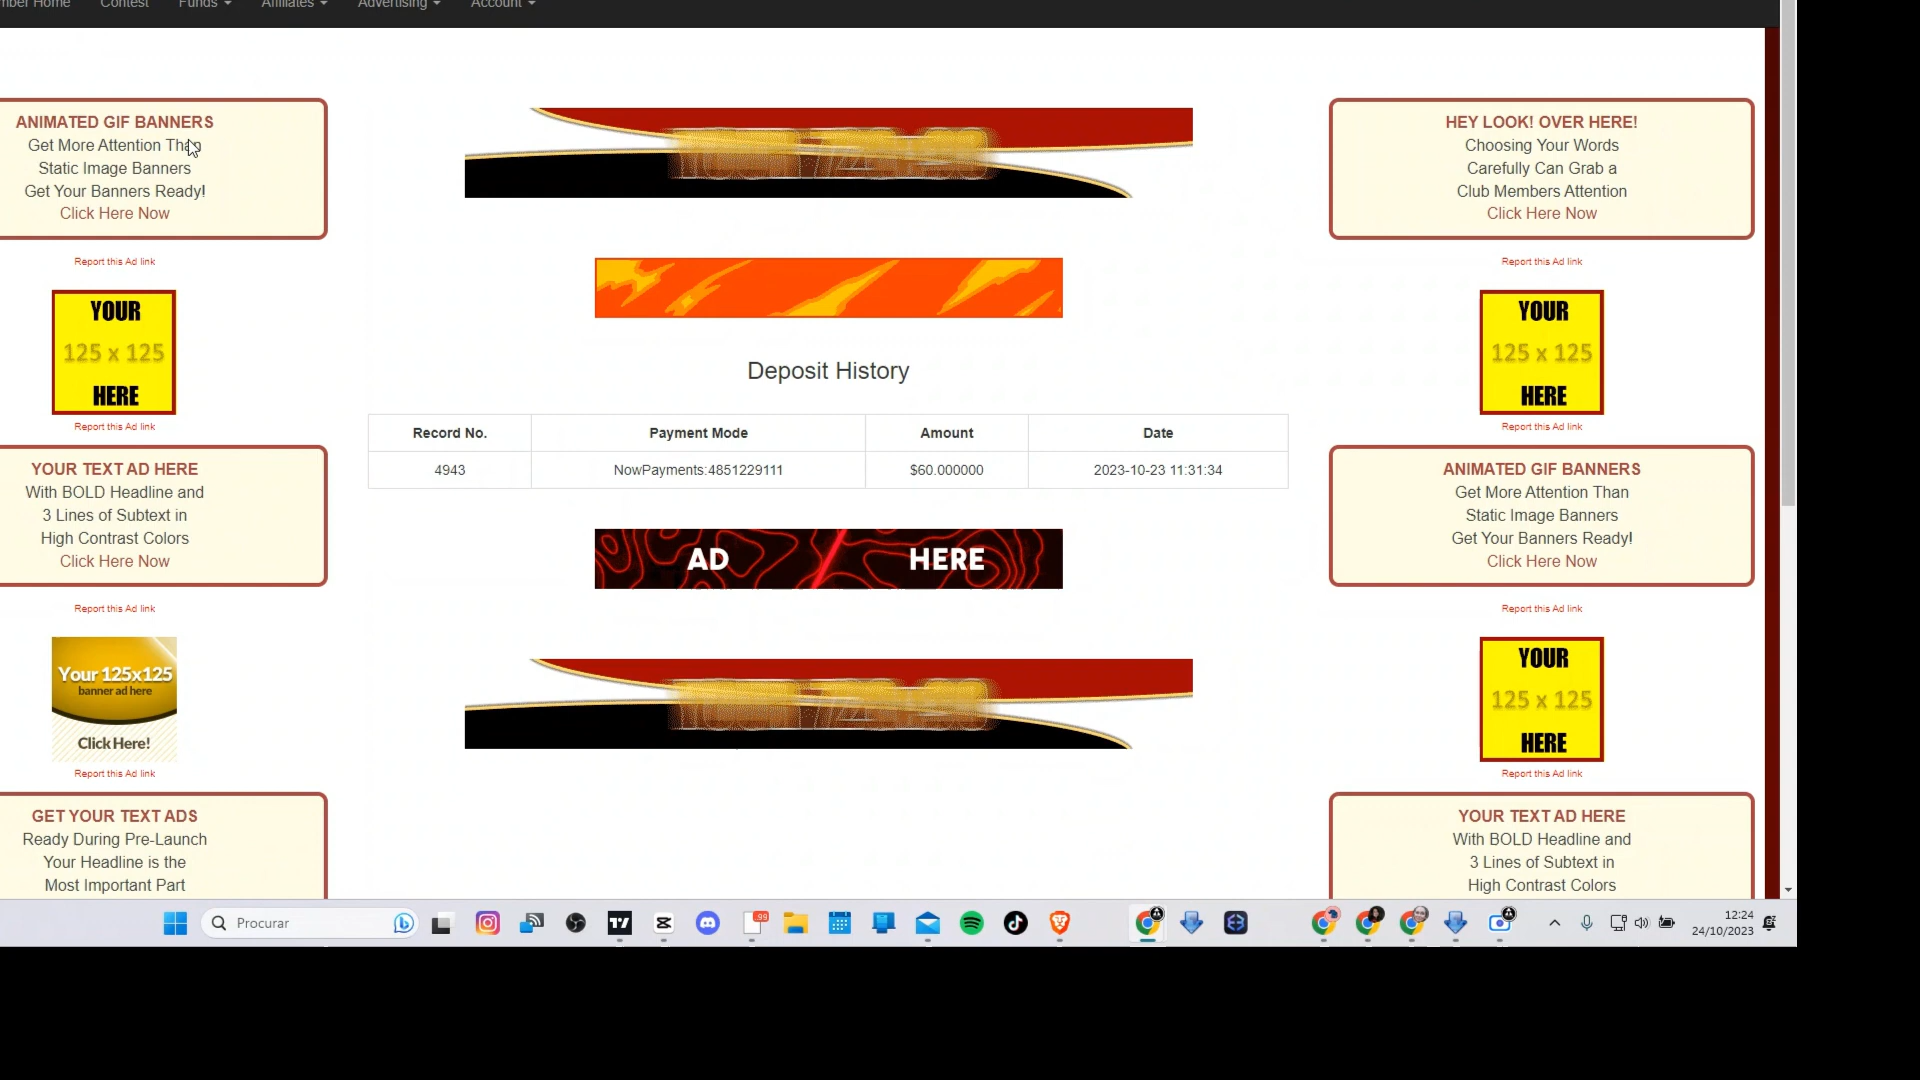 Member Home Contest Funds Affiliates Advertising Account
ANIMATED GIF BANNERS
Get More Attention Than
Static Image Banners
Get Your Banners Ready!
Click Here Now
Report this Ad link
YOUR
125 x 125
HERE
Report this Ad link
YOUR TEXT AD HERE
With BOLD Headline and
3 Lines of Subtext in
High Contrast Colors
Click Here Now
Report this Ad link
Your 125x125
banner ad here
Click Here!
Report this Ad link
GET YOUR TEXT ADS
Ready During Pre-Launch
Your Headline is the
Most Important Part
Deposit History
Record No. Payment Mode Amount Date
4943 NowPayments:4851229111 $60.000000 2023-10-23 11:31:34
AD HERE
HEY LOOK! OVER HERE!
Choosing Your Words
Carefully Can Grab a
Club Members Attention
Click Here Now
Report this Ad link
YOUR
125 x 125
HERE
Report this Ad link
ANIMATED GIF BANNERS
Get More Attention Than
Static Image Banners
Get Your Banners Ready!
Click Here Now
Report this Ad link
YOUR
125 x 125
HERE
Report this Ad link
YOUR TEXT AD HERE
With BOLD Headline and
3 Lines of Subtext in
High Contrast Colors
Procurar
99
12:24
24/10/2023